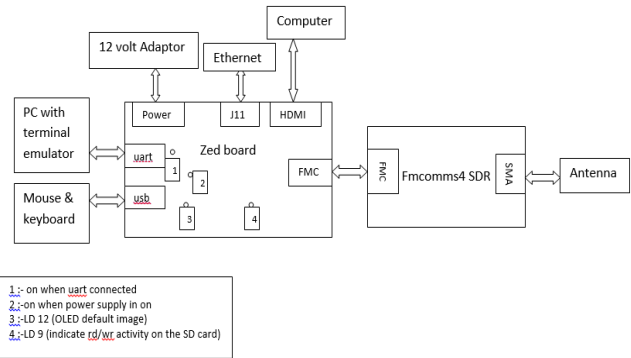 Computer
12 volt Adaptor
Ethernet
PC with
terminal
emulator
Power
J11
HDMI
uart
Zed board
1
2
FMC
FMC
Fmcomms4 SDR
SMA
Antenna
Mouse &
keyboard
usb
3
4
1 :- on when uart connected
2 :-on when power supply in on
3 :-LD 12 (OLED default image)
4 :-LD 9 (indicate rd/wr activity on the SD card)